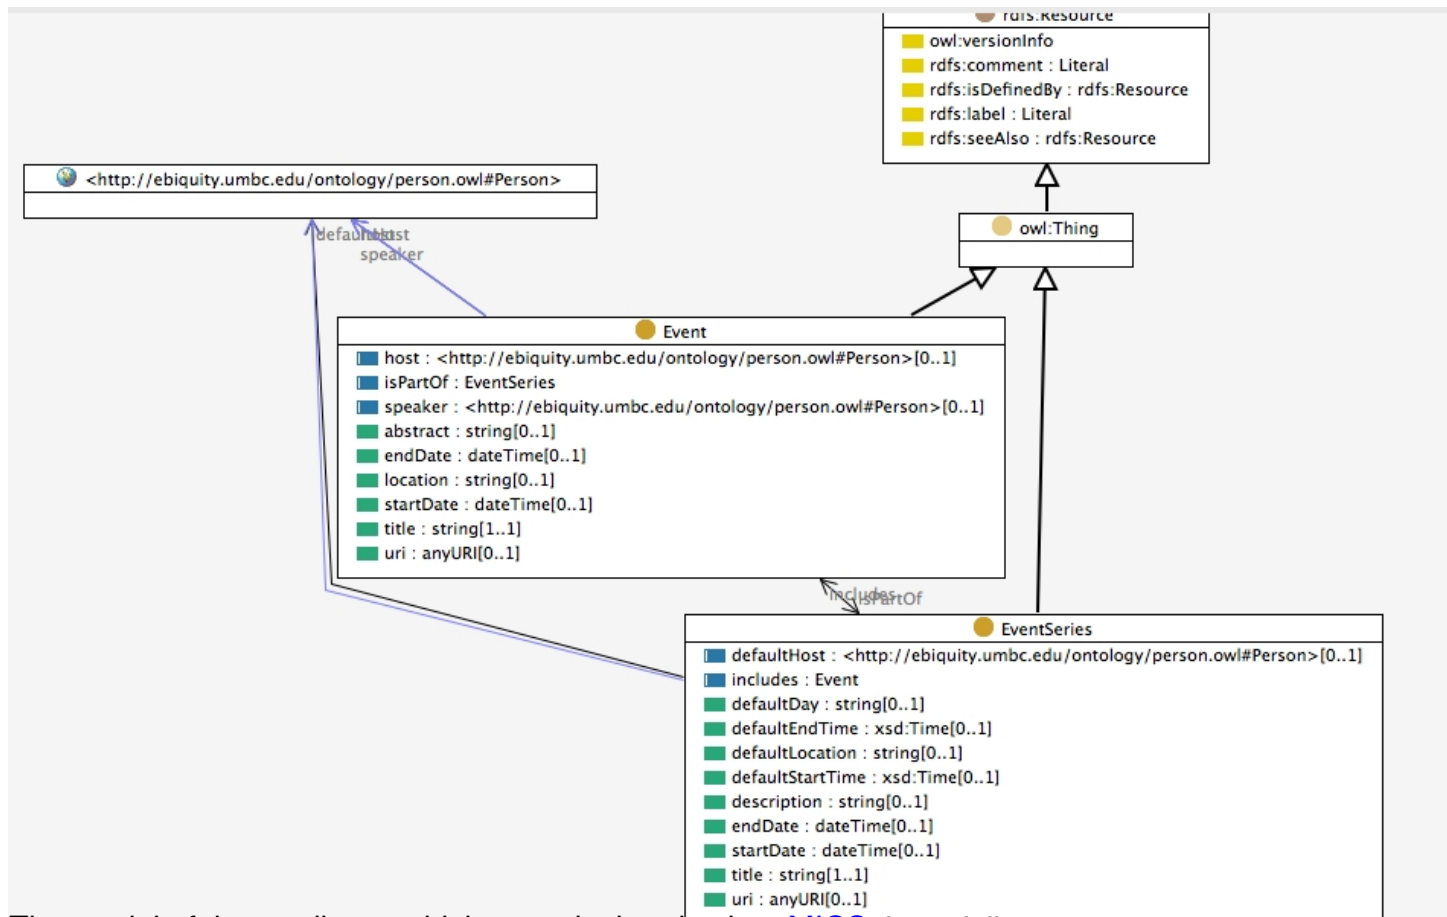 rdfs:Resource
owl:versionInfo
rdfs:comment : Literal
rdfs:isDefinedBy : rdfs:Resource
rdfs:label : Literal
rdfs:seeAlso : rdfs:Resource
<http://ebiquity.umbc.edu/ontology/person.owl#Person>
owl:Thing
defaultHost
host
speaker
Event
host : <http://ebiquity.umbc.edu/ontology/person.owl#Person>[0..1]
isPartOf : EventSeries
speaker : <http://ebiquity.umbc.edu/ontology/person.owl#Person>[0..1]
abstract : string[0..1]
endDate : dateTime[0..1]
location : string[0..1]
startDate : dateTime[0..1]
title : string[1..1]
uri : anyURI[0..1]
includes
isPartOf
EventSeries
defaultHost : <http://ebiquity.umbc.edu/ontology/person.owl#Person>[0..1]
includes : Event
defaultDay : string[0..1]
defaultEndTime : xsd:Time[0..1]
defaultLocation : string[0..1]
defaultStartTime : xsd:Time[0..1]
description : string[0..1]
endDate : dateTime[0..1]
startDate : dateTime[0..1]
title : string[1..1]
uri : anyURI[0..1]